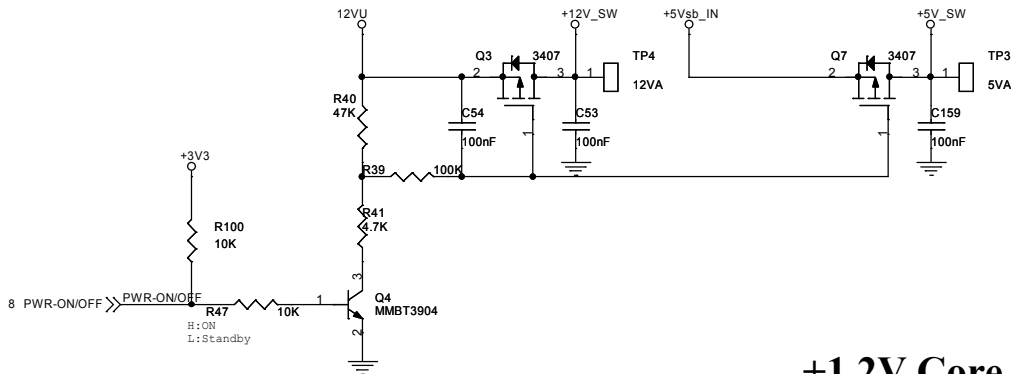 12VU
+12V_SW
+5Vsb_IN
+5V_SW
Q3
3407
TP4
Q7
3407
TP3
2
3
1
12VA
2
3
1
5VA
R40
47K
C54
100nF
1
C53
100nF
1
C159
100nF
+3V3
R39
100K
R41
4.7K
R100
10K
3
8
PWR-ON/OFF
PWR-ON/OFF
R47
10K
1
Q4
MMBT3904
2
H:ON
L:Standby
+1.2V Core